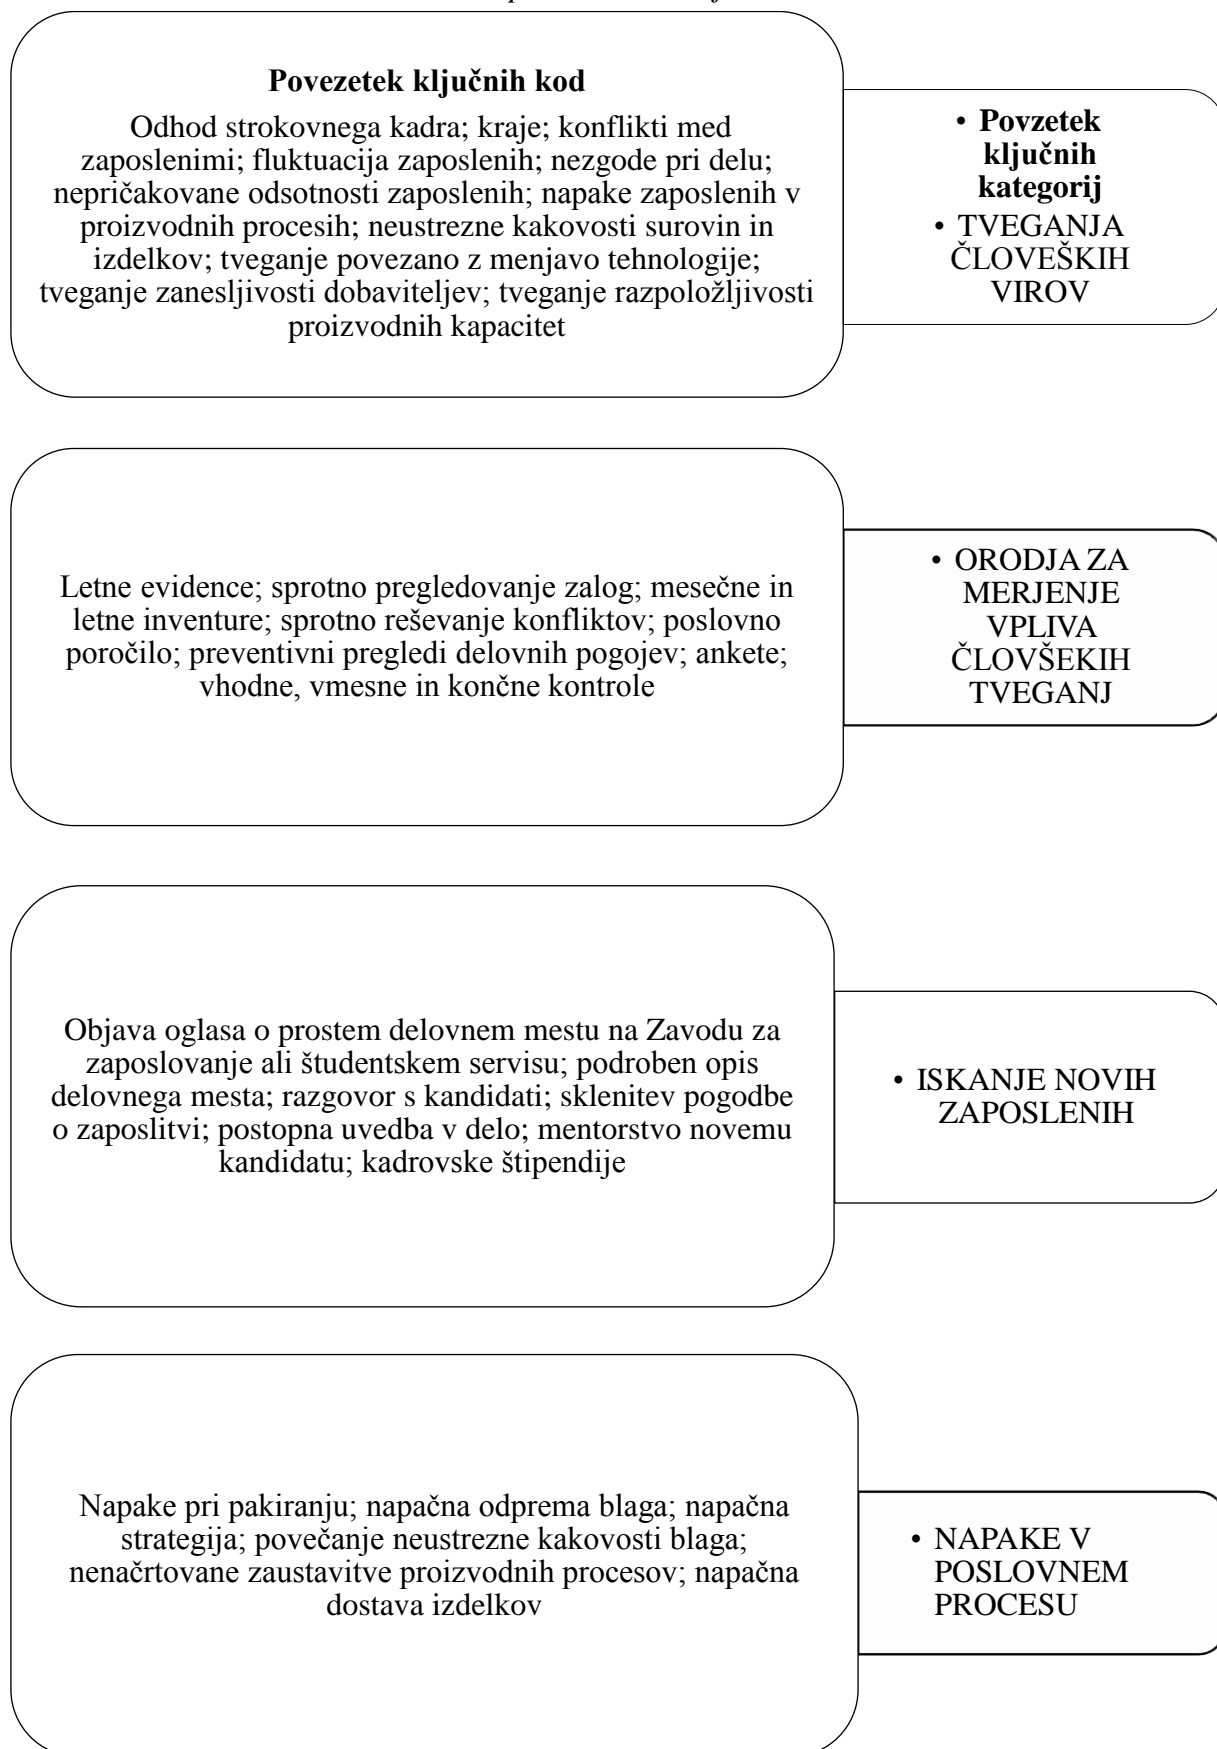 Povezetek ključnih kod
Odhod strokovnega kadra; kraje; konflikti med
zaposlenimi; fluktuacija zaposlenih; nezgode pri delu;
nepričakovane odsotnosti zaposlenih; napake zaposlenih v
proizvodnih procesih; neustrezne kakovosti surovin in
izdelkov; tveganje povezano z menjavo tehnologije;
tveganje zanesljivosti dobaviteljev; tveganje razpoložljivosti
proizvodnih kapacitet
• Povzetek
ključnih
kategorij
• TVEGANJA
ČLOVEŠKIH
VIROV
Letne evidence; sprotno pregledovanje zalog; mesečne in
letne inventure; sprotno reševanje konfliktov; poslovno
poročilo; preventivni pregledi delovnih pogojev; ankete;
vhodne, vmesne in končne kontrole
• ORODJA ZA
MERJENJE
VPLIVA
ČLOVŠEKIH
TVEGANJ
Objava oglasa o prostem delovnem mestu na Zavodu za
zaposlovanje ali študentskem servisu; podroben opis
delovnega mesta; razgovor s kandidati; sklenitev pogodbe
o zaposlitvi; postopna uvedba v delo; mentorstvo novemu
kandidatu; kadrovske štipendije
• ISKANJE NOVIH
ZAPOSLENIH
Napake pri pakiranju; napačna odprema blaga; napačna
strategija; povečanje neustrezne kakovosti blaga;
nenačrtovane zaustavitve proizvodnih procesov; napačna
dostava izdelkov
• NAPAKE V
POSLOVNEM
PROCESU